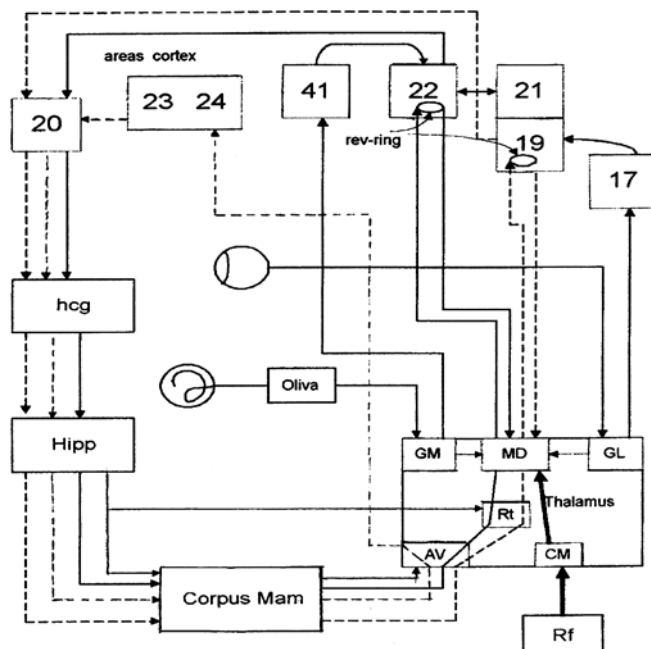 areas cortex
20
23 24
41
22
21
19
rev-ring
17
hcg
Oliva
Hipp
GM
MD
GL
Thalamus
Rt
AV
CM
Corpus Mam
Rf